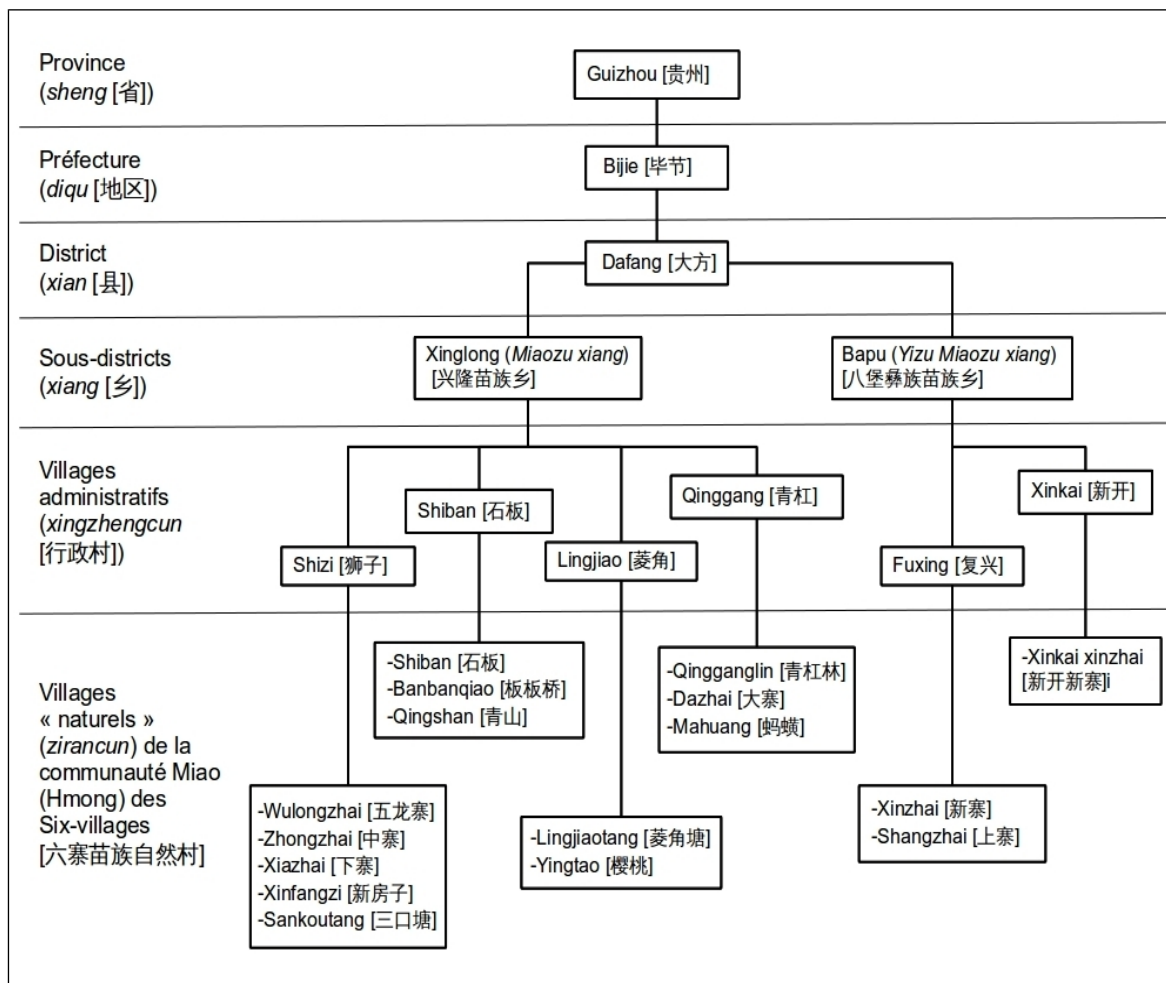 Province
(sheng [省])
Guizhou [贵州]
Préfecture
(diqu [地区])
Bijie [毕节]
District
(xian [县])
Dafang [大方]
Sous-districts
(xiang [乡])
Xinglong (Miaozu xiang)
[兴隆苗族乡]
Bapu (Yizu Miaozu xiang)
[八堡彝族苗族乡]
Villages
administratifs
(xingzhengcun
[行政村])
Shizi [狮子]
Shiban [石板]
Lingjiao [菱角]
Qinggang [青杠]
Fuxing [复兴]
Xinkai [新开]
Villages
« naturels »
(zirancun) de la
communauté Miao
(Hmong) des
Six-villages
[六寨苗族自然村]
-Wulongzhai [五龙寨]
-Zhongzhai [中寨]
-Xiazhai [下寨]
-Xinfangzi [新房子]
-Sankoutang [三口塘]
-Shiban [石板]
-Banbanqiao [板板桥]
-Qingshan [青山]
-Lingjiaotang [菱角塘]
-Yingtao [樱桃]
-Qingganglin [青杠林]
-Dazhai [大寨]
-Mahuang [蚂蟥]
-Xinzhai [新寨]
-Shangzhai [上寨]
-Xinkai xinzhai
[新开新寨]i